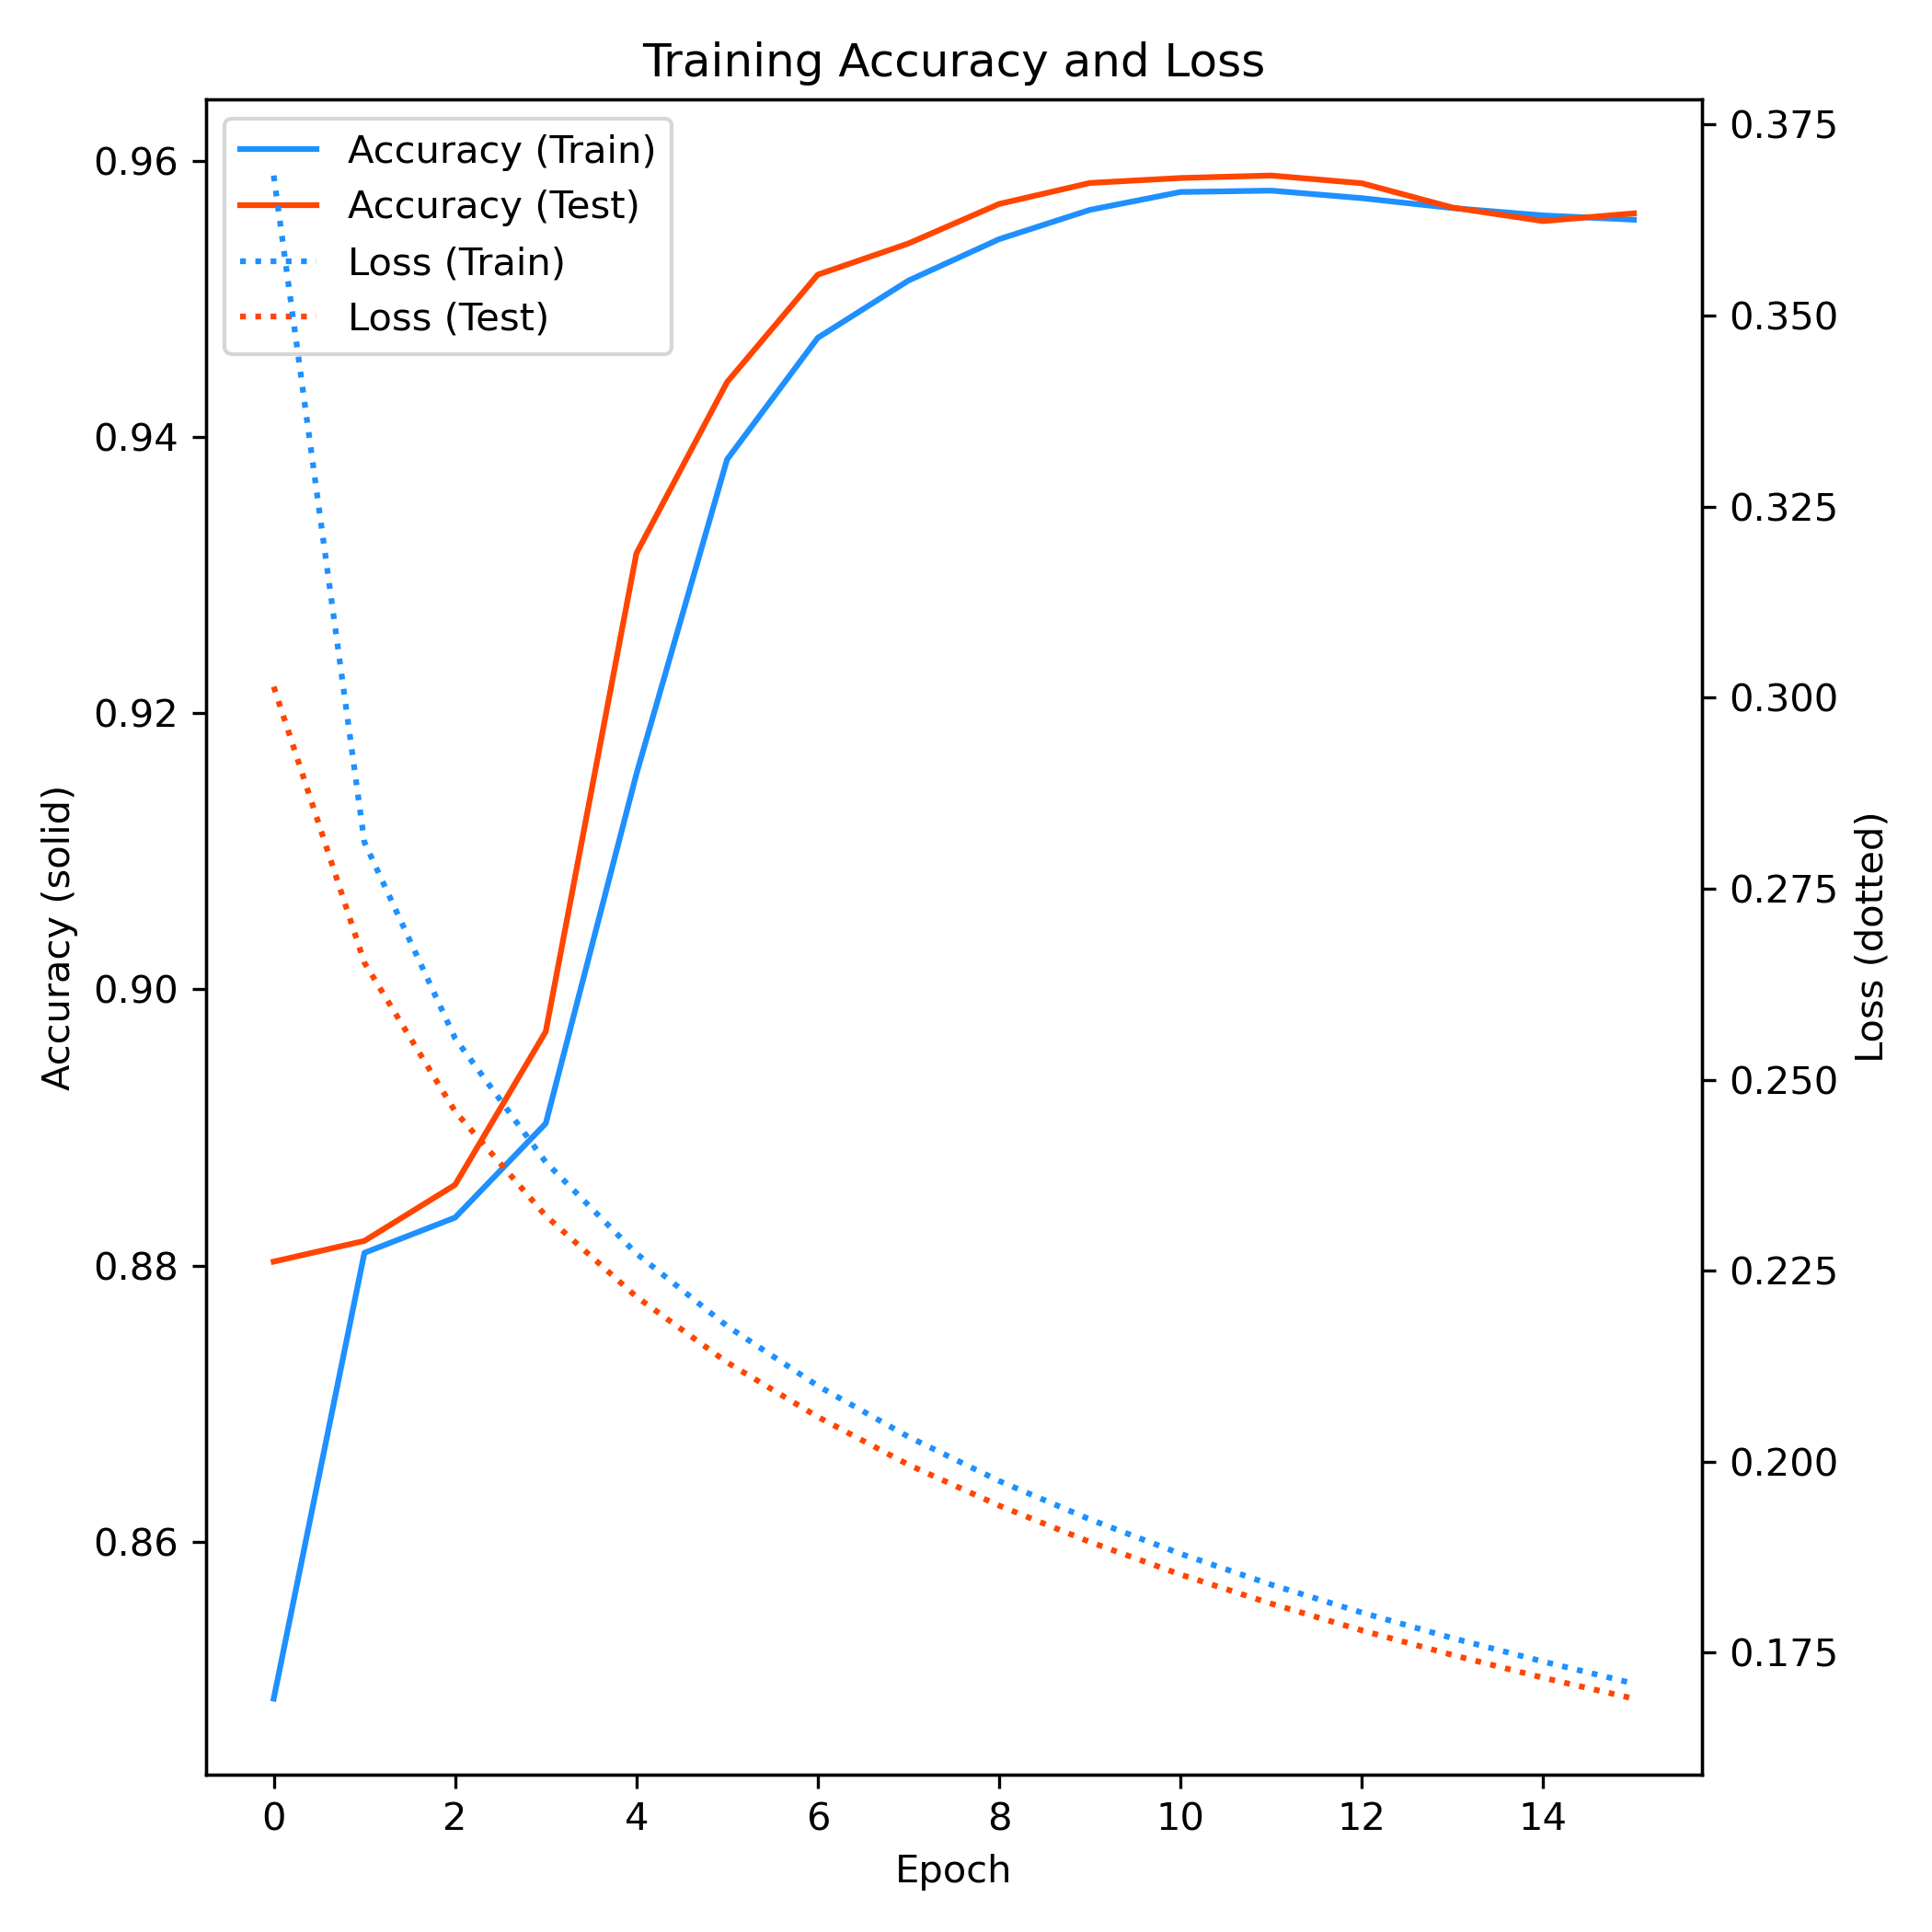 Training Accuracy and Loss
Accuracy (Train)
Accuracy (Test)
Loss (Train)
Loss (Test)
0.96
0.94
0.92
0.90
0.88
0.86
Accuracy (solid)
0.375
0.350
0.325
0.300
0.275
0.250
0.225
0.200
0.175
Loss (dotted)
0 2 4 6 8 10 12 14
Epoch